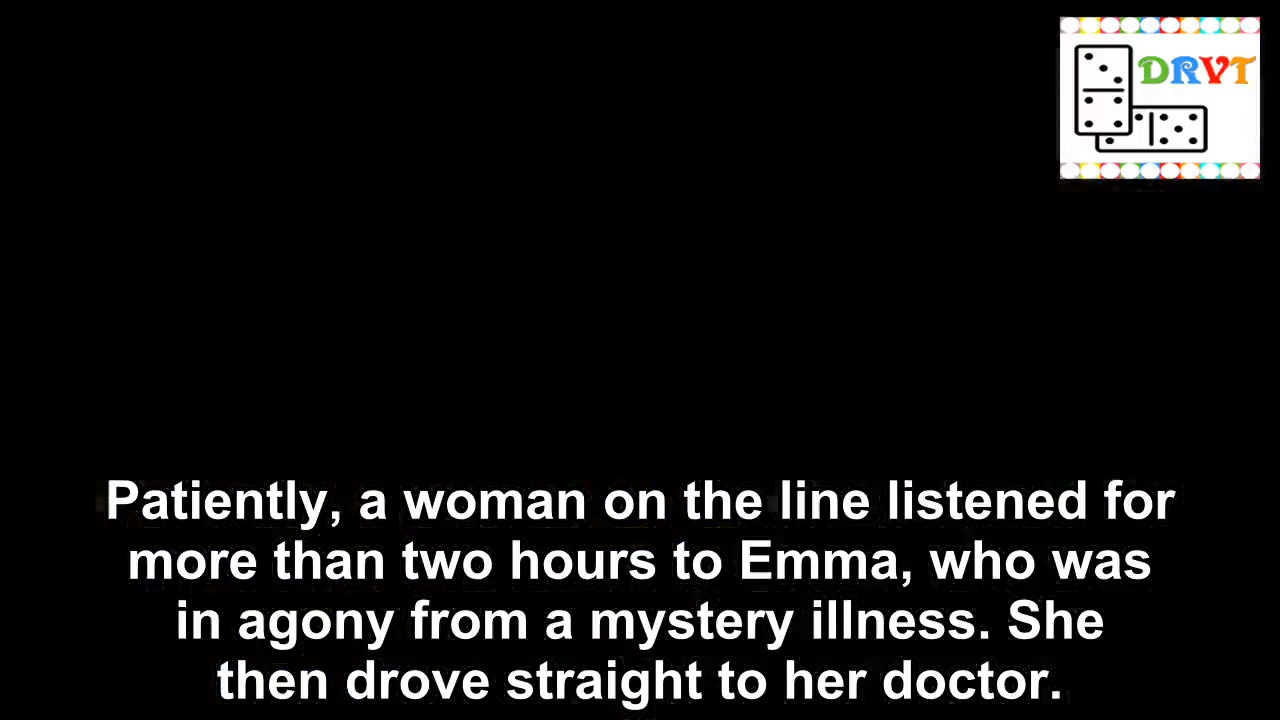 DRVT
Patiently, a woman on the line listened for
more than two hours to Emma, who was
in agony from a mystery illness. She
then drove straight to her doctor.